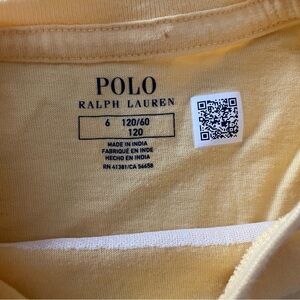 POLO
RALPH LAUREN
6 120/60
120
MADE IN INDIA
FABRIQUÉ EN INDE
HECHO EN INDIA
RN 41381/CA 56658